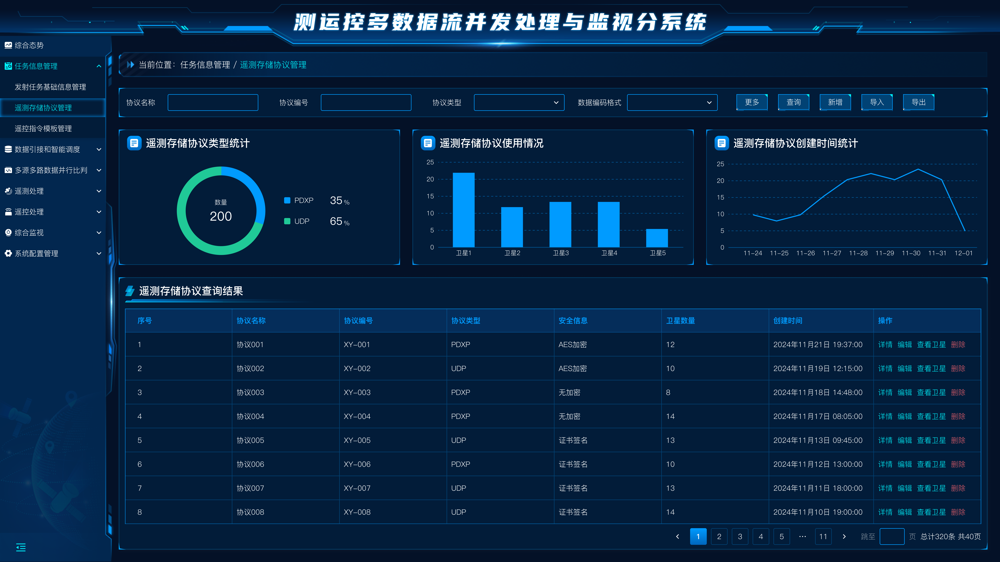 测运控多数据流并发处理与监视分系统
综合态势
任务信息管理
发射任务基础信息管理
遥测存储协议管理
遥控指令模板管理
数据引接和智能调度
多源多路数据并行比判
遥测处理
遥控处理
综合监视
系统配置管理
当前位置：任务信息管理 / 遥测存储协议管理
协议名称 协议编号 协议类型 数据编码格式 更多 查询 新增 导入 导出
遥测存储协议类型统计
数量
200
PDXP 35 %
UDP 65 %
遥测存储协议使用情况
25
20
15
10
5
0
卫星1 卫星2 卫星3 卫星4 卫星5
遥测存储协议创建时间统计
25
20
15
10
5
0
11-24 11-25 11-26 11-27 11-28 11-29 11-30 11-31 12-01
遥测存储协议查询结果
序号 协议名称 协议编号 协议类型 安全信息 卫星数量 创建时间 操作
1 协议001 XY-001 PDXP AES加密 12 2024年11月21日 19:37:00 详情 编辑 查看卫星 删除
2 协议002 XY-002 UDP AES加密 10 2024年11月19日 12:15:00 详情 编辑 查看卫星 删除
3 协议003 XY-003 PDXP 无加密 8 2024年11月18日 14:48:00 详情 编辑 查看卫星 删除
4 协议004 XY-004 PDXP 无加密 14 2024年11月17日 08:05:00 详情 编辑 查看卫星 删除
5 协议005 XY-005 UDP 证书签名 13 2024年11月13日 09:45:00 详情 编辑 查看卫星 删除
6 协议006 XY-006 PDXP 证书签名 10 2024年11月12日 13:00:00 详情 编辑 查看卫星 删除
7 协议007 XY-007 UDP 证书签名 13 2024年11月11日 18:00:00 详情 编辑 查看卫星 删除
8 协议008 XY-008 UDP 证书签名 14 2024年11月10日 19:00:00 详情 编辑 查看卫星 删除
1 2 3 4 5 ··· 11 跳至 页 总计320条 共40页